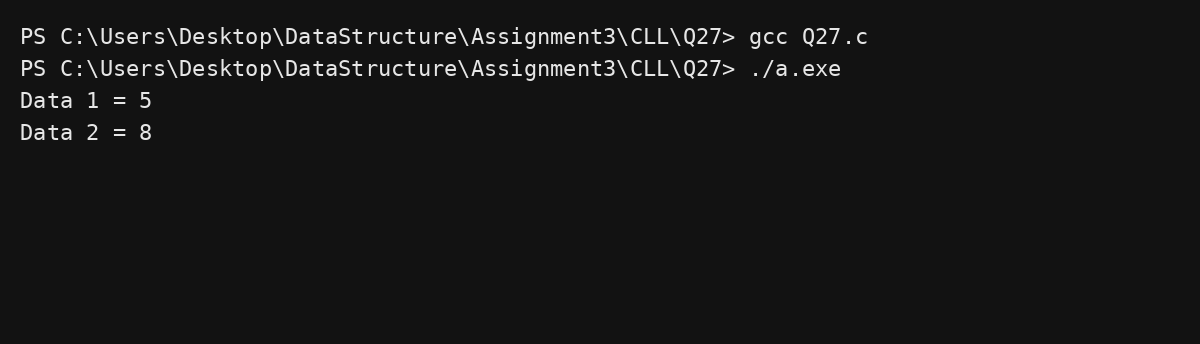 PS C:\Users\Desktop\DataStructure\Assignment3\CLL\Q27> gcc Q27.c
PS C:\Users\Desktop\DataStructure\Assignment3\CLL\Q27> ./a.exe
Data 1 = 5
Data 2 = 8